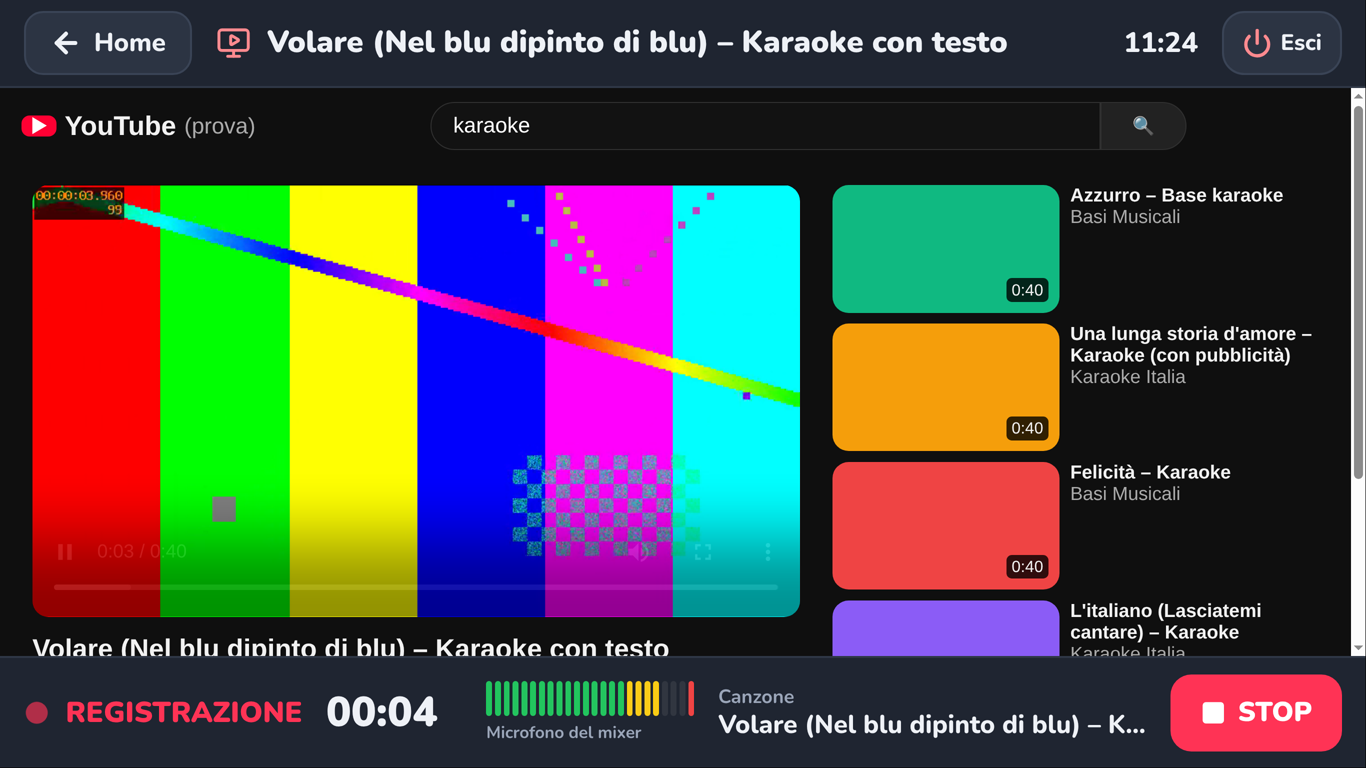 Home
Volare (Nel blu dipinto di blu) – Karaoke con testo
11:24
Esci
YouTube (prova)
karaoke
00:00:03.960
99
0:03 / 0:40
Volare (Nel blu dipinto di blu) – Karaoke con testo
0:40
Azzurro – Base karaoke
Basi Musicali
0:40
Una lunga storia d'amore –
Karaoke (con pubblicità)
Karaoke Italia
0:40
Felicità – Karaoke
Basi Musicali
L'italiano (Lasciatemi
cantare) – Karaoke
Karaoke Italia
REGISTRAZIONE
00:04
Microfono del mixer
Canzone
Volare (Nel blu dipinto di blu) – K...
STOP